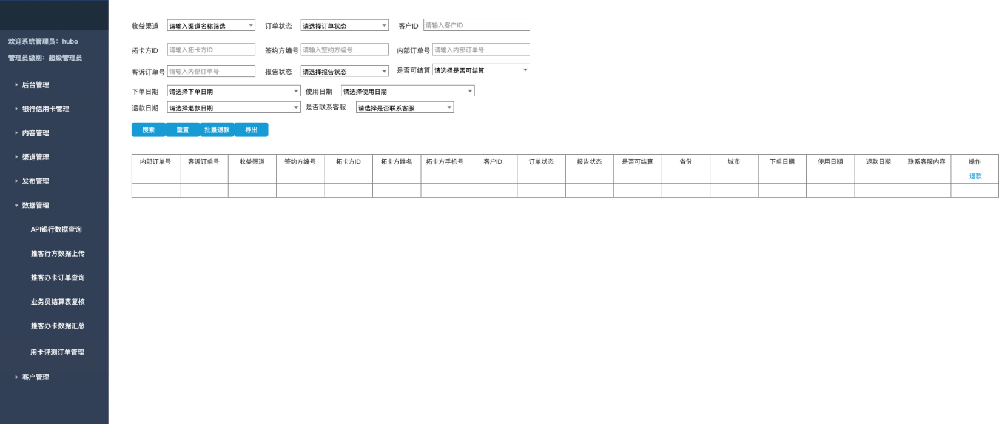 欢迎系统管理员：hubo
管理员级别：超级管理员
后台管理
银行信用卡管理
内容管理
渠道管理
发布管理
数据管理
API银行数据查询
推客行方数据上传
推客办卡订单查询
业务员结算表复核
推客办卡数据汇总
用卡评测订单管理
客户管理
收益渠道 请输入渠道名称筛选 订单状态 请选择订单状态 客户ID 请输入客户ID
拓卡方ID 请输入拓卡方ID 签约方编号 请输入签约方编号 内部订单号 请输入内部订单号
客诉订单号 请输入内部订单号 报告状态 请选择报告状态 是否可结算 请选择是否可结算
下单日期 请选择下单日期 使用日期 请选择使用日期
退款日期 请选择退款日期 是否联系客服 请选择是否联系客服
搜索 重置 批量退款 导出
内部订单号 客诉订单号 收益渠道 签约方编号 拓卡方ID 拓卡方姓名 拓卡方手机号 客户ID 订单状态 报告状态 是否可结算 省份 城市 下单日期 使用日期 退款日期 联系客服内容 操作
退款